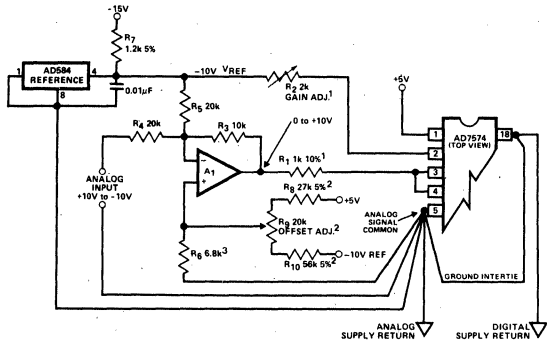 -15V
R7
1.2k 5%
1
AD584
REFERENCE
4
8
0.01µF
-10V VREF
R2 2k
GAIN ADJ.1
R5 20k
R4 20k
R3 10k
0 to +10V
+5V
AD7574
(TOP VIEW)
18
1
2
3
4
5
A1
−
+
R1 1k 10%1
ANALOG
INPUT
+10V to -10V
R8 27k 5%2
+5V
R9 20k
OFFSET ADJ.2
ANALOG
SIGNAL
COMMON
R6 6.8k3
R10 56k 5%2
-10V REF
GROUND INTERTIE
ANALOG
SUPPLY RETURN
DIGITAL
SUPPLY RETURN